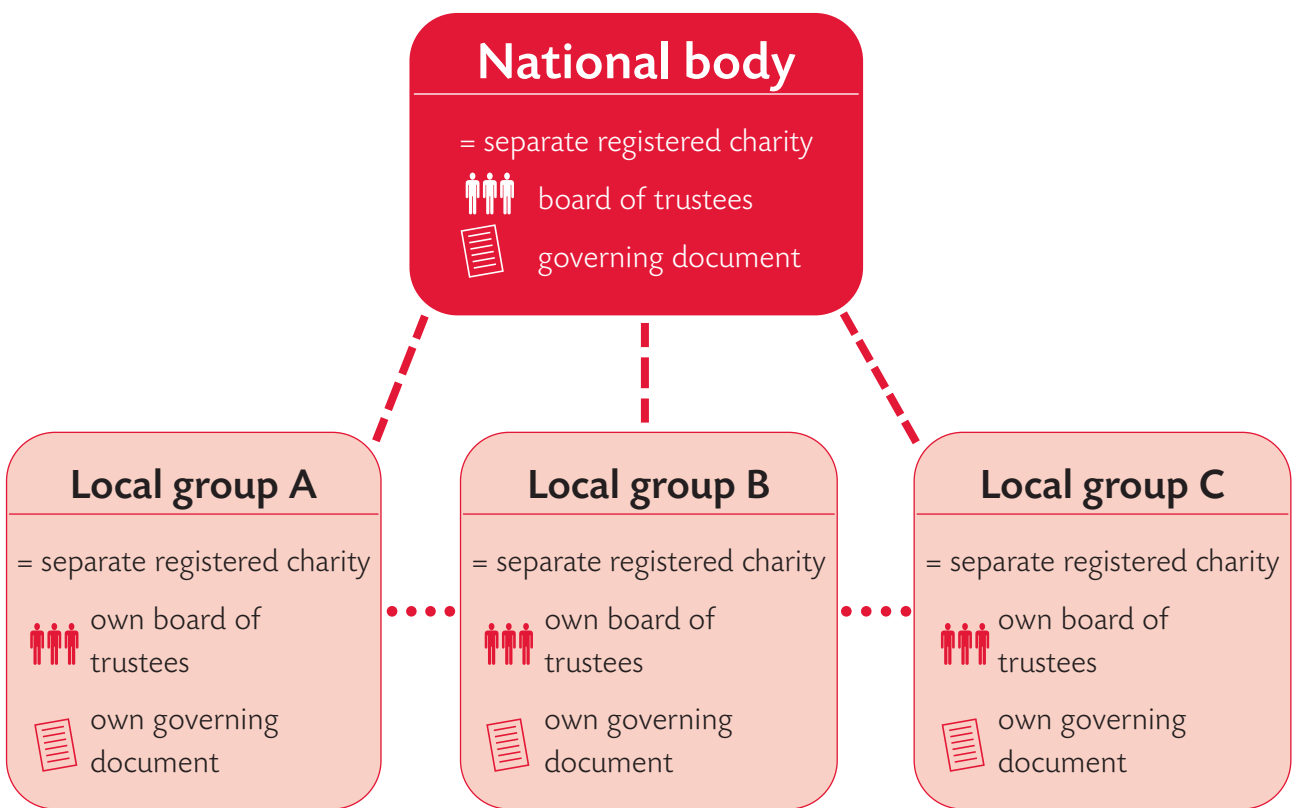 National body
= separate registered charity
board of trustees
governing document
Local group A
= separate registered charity
own board of
trustees
own governing
document
Local group B
= separate registered charity
own board of
trustees
own governing
document
Local group C
= separate registered charity
own board of
trustees
own governing
document